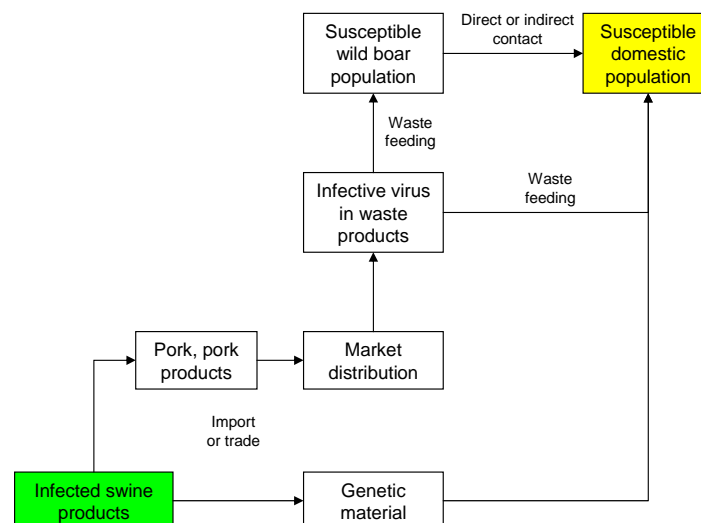 Susceptible
wild boar
population
Direct or indirect
contact
Susceptible
domestic
population
Waste
feeding
Infective virus
in waste
products
Waste
feeding
Pork, pork
products
Market
distribution
Import
or trade
Infected swine
products
Genetic
material